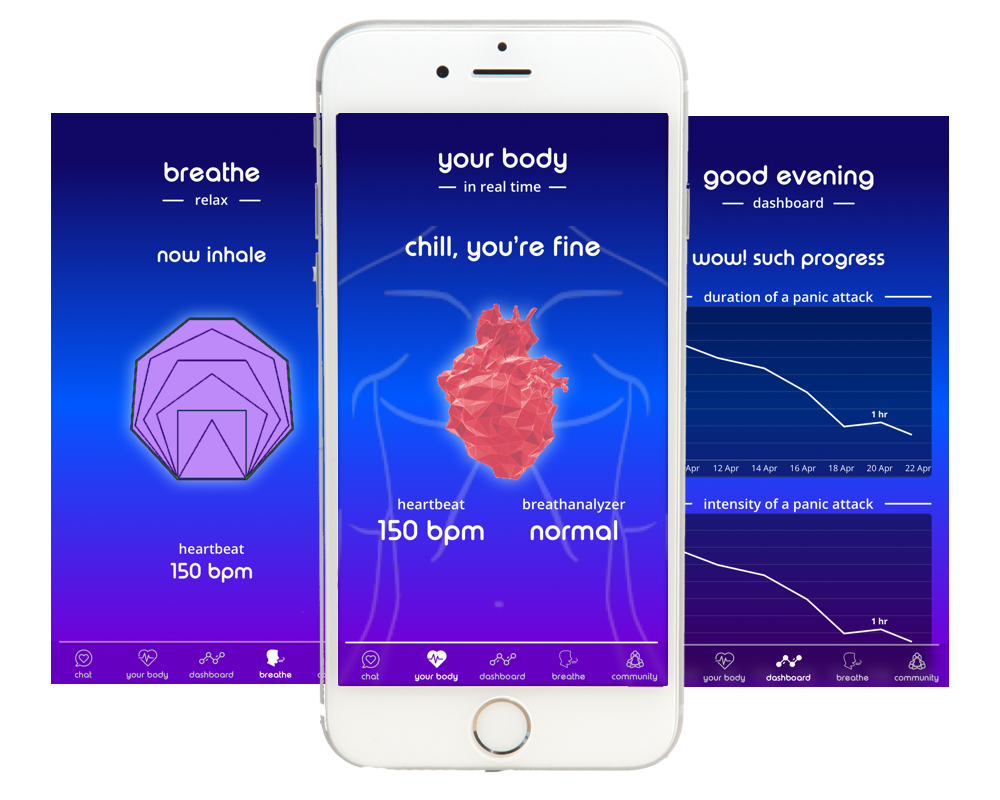 breathe
relax
now inhale
heartbeat
150 bpm
chat
your body
dashboard
breathe
your body
in real time
chill, you're fine
heartbeat
breathanalyzer
150 bpm
normal
chat
your body
dashboard
breathe
community
good evening
dashboard
wow! such progress
duration of a panic attack
1 hr
Apr 12 Apr 14 Apr 16 Apr 18 Apr 20 Apr 22 Apr
intensity of a panic attack
1 hr
your body
dashboard
breathe
community